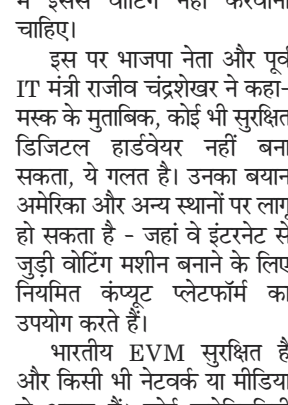 में इससे वोटिंग नहीं करवाना
चाहिए।
इस पर भाजपा नेता और पूर्व
IT मंत्री राजीव चंद्रशेखर ने कहा-
मस्क के मुताबिक, कोई भी सुरक्षित
डिजिटल हार्डवेयर नहीं बना
सकता, ये गलत है। उनका बयान
अमेरिका और अन्य स्थानों पर लागू
हो सकता है - जहां वे इंटरनेट से
जुड़ी वोटिंग मशीन बनाने के लिए
नियमित कंप्यूट प्लेटफॉर्म का
उपयोग करते हैं।
भारतीय EVM सुरक्षित है
और किसी भी नेटवर्क या मीडिया